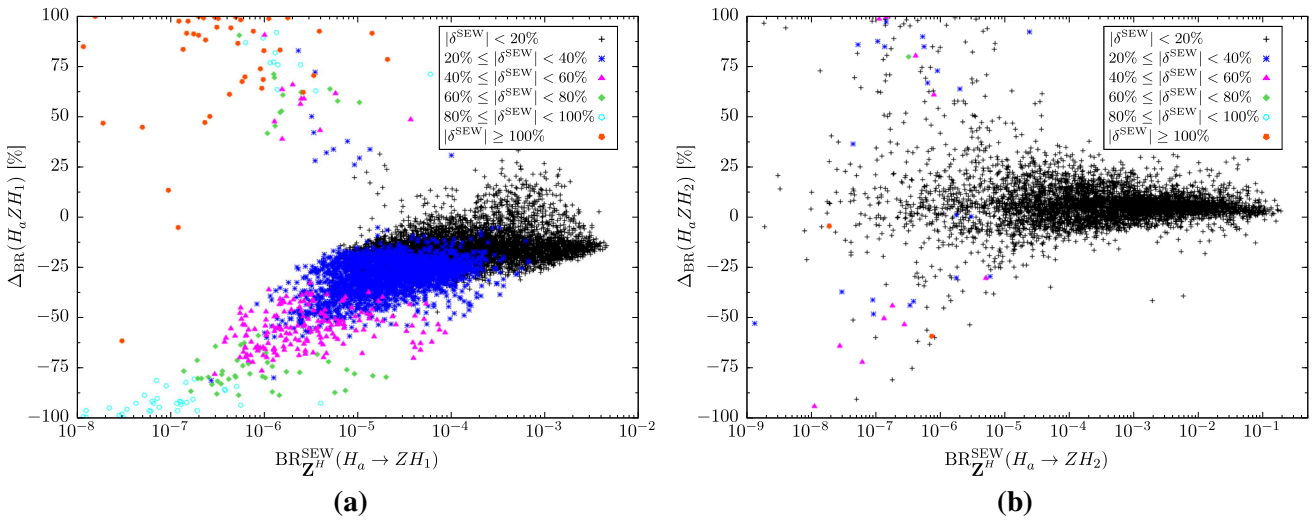 Δ_BR(H_a ZH_1) [%]
100
75
50
25
0
−25
−50
−75
−100
|δ^SEW| < 20%
20% ≤ |δ^SEW| < 40%
40% ≤ |δ^SEW| < 60%
60% ≤ |δ^SEW| < 80%
80% ≤ |δ^SEW| < 100%
|δ^SEW| ≥ 100%
10^−8 10^−7 10^−6 10^−5 10^−4 10^−3 10^−2
BR^SEW_Z^H(H_a → ZH_1)
(a)
Δ_BR(H_a ZH_2) [%]
100
75
50
25
0
−25
−50
−75
−100
|δ^SEW| < 20%
20% ≤ |δ^SEW| < 40%
40% ≤ |δ^SEW| < 60%
60% ≤ |δ^SEW| < 80%
80% ≤ |δ^SEW| < 100%
|δ^SEW| ≥ 100%
10^−9 10^−8 10^−7 10^−6 10^−5 10^−4 10^−3 10^−2 10^−1 1
BR^SEW_Z^H(H_a → ZH_2)
(b)